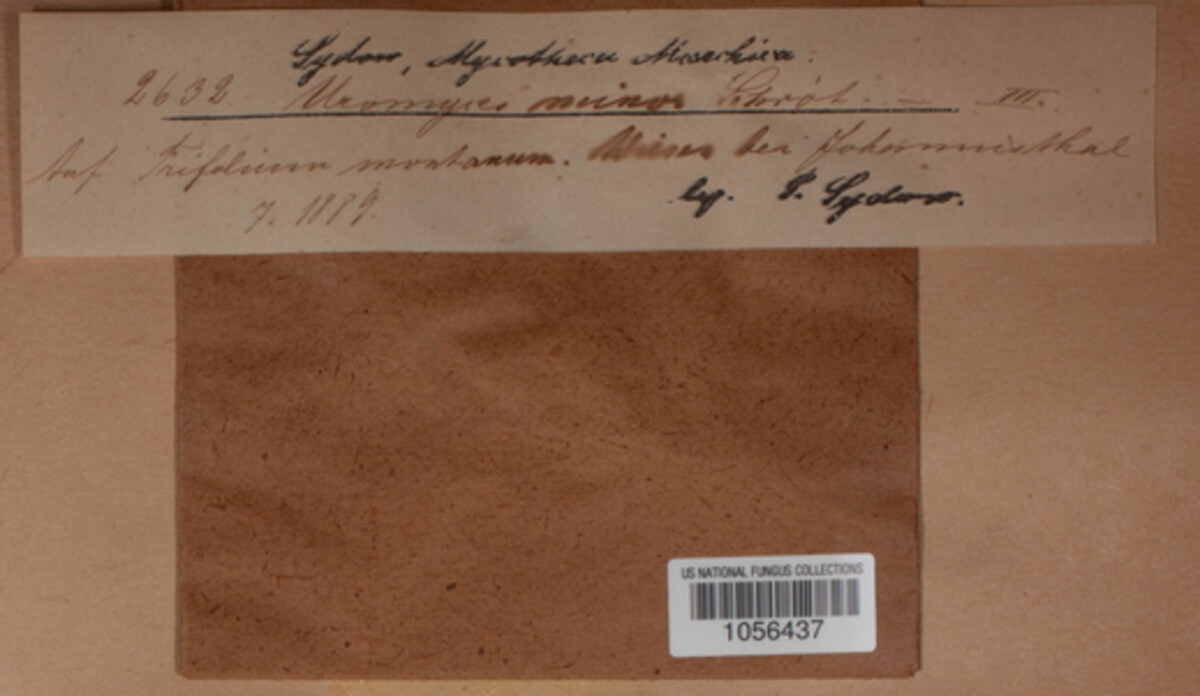 Sydow, Mycotheca Marchica.
2632. Uromyces minor Schröt. — III.
Auf Trifolium montanum. Wiesen bei Johannisthal
7. 1889.
leg. P. Sydow.
US NATIONAL FUNGUS COLLECTIONS
1056437